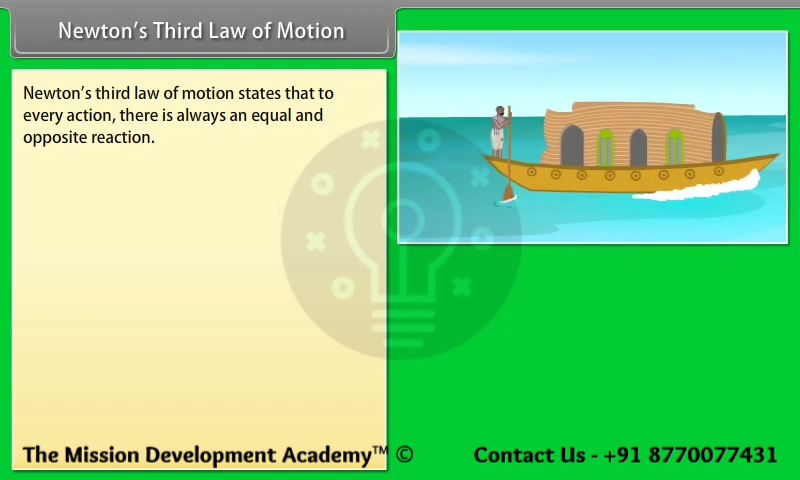 Newton’s Third Law of Motion
Newton’s third law of motion states that to
every action, there is always an equal and
opposite reaction.
The Mission Development Academy™ ©
Contact Us - +91 8770077431